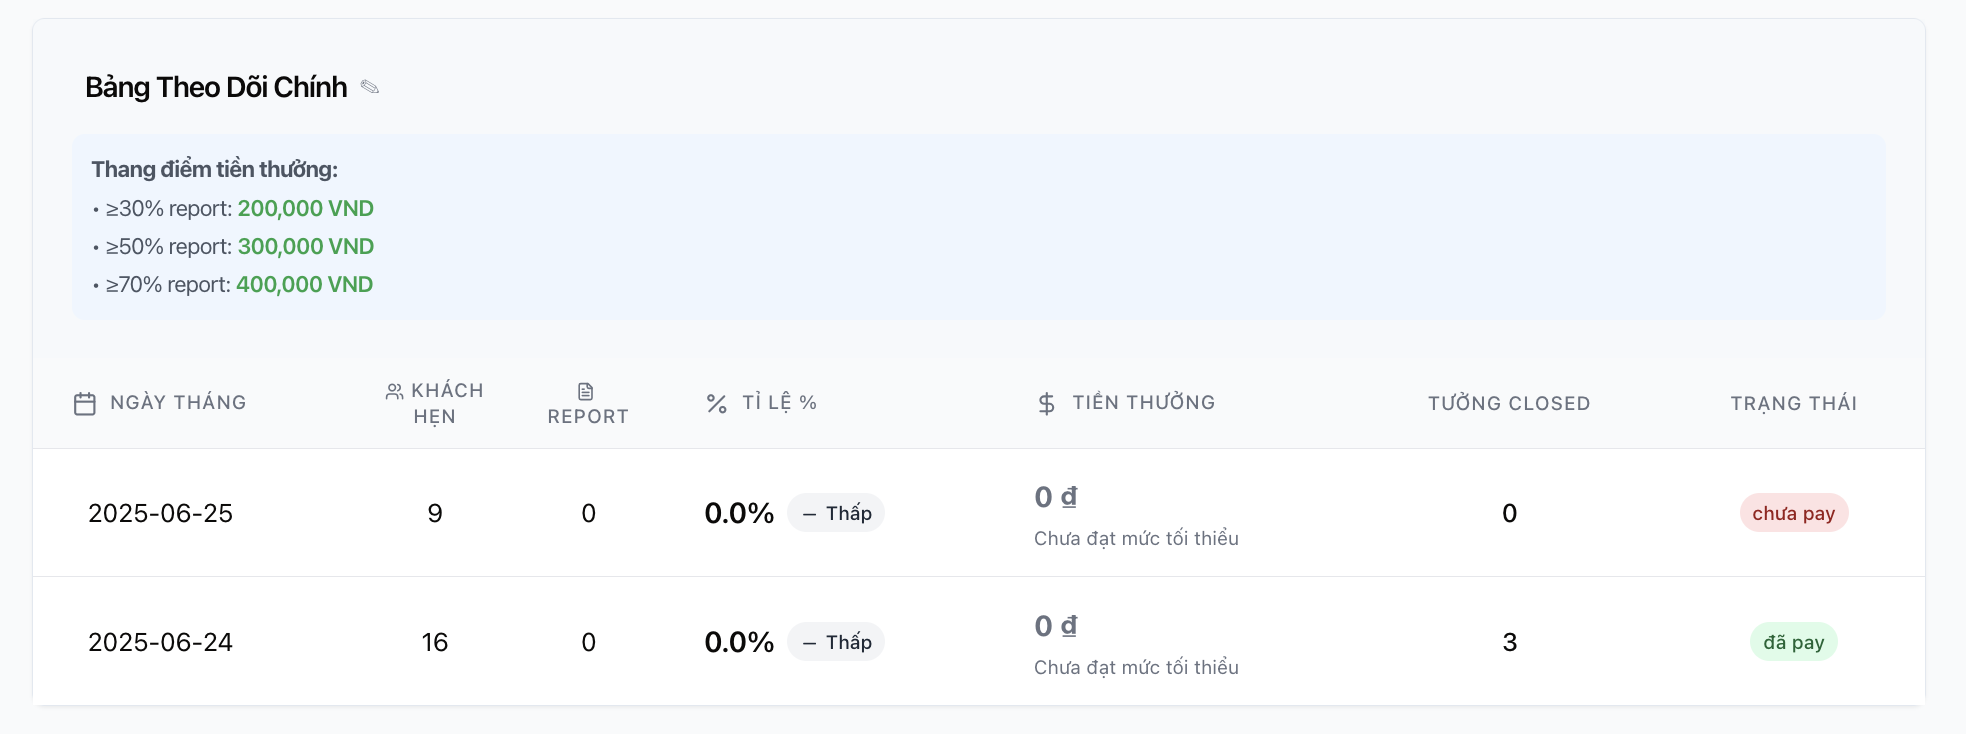 Bảng Theo Dõi Chính ✎
Thang điểm tiền thưởng:
• ≥30% report: 200,000 VND
• ≥50% report: 300,000 VND
• ≥70% report: 400,000 VND
NGÀY THÁNG
KHÁCH
HẸN
REPORT
TỈ LỆ %
TIỀN THƯỞNG
TƯỞNG CLOSED
TRẠNG THÁI
2025-06-25
9
0
0.0%
– Thấp
0 ₫
Chưa đạt mức tối thiểu
0
chưa pay
2025-06-24
16
0
0.0%
– Thấp
0 ₫
Chưa đạt mức tối thiểu
3
đã pay